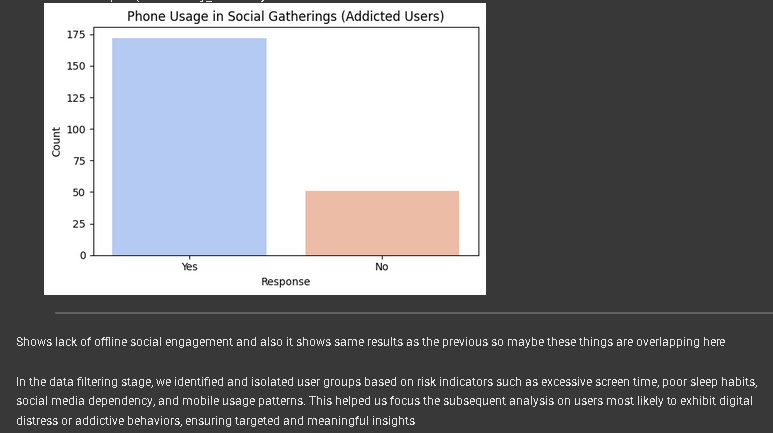 Phone Usage in Social Gatherings (Addicted Users)
175
150
125
100
75
50
25
0
Count
Yes
No
Response
Shows lack of offline social engagement and also it shows same results as the previous so maybe these things are overlapping here
In the data filtering stage, we identified and isolated user groups based on risk indicators such as excessive screen time, poor sleep habits,
social media dependency, and mobile usage patterns. This helped us focus the subsequent analysis on users most likely to exhibit digital
distress or addictive behaviors, ensuring targeted and meaningful insights